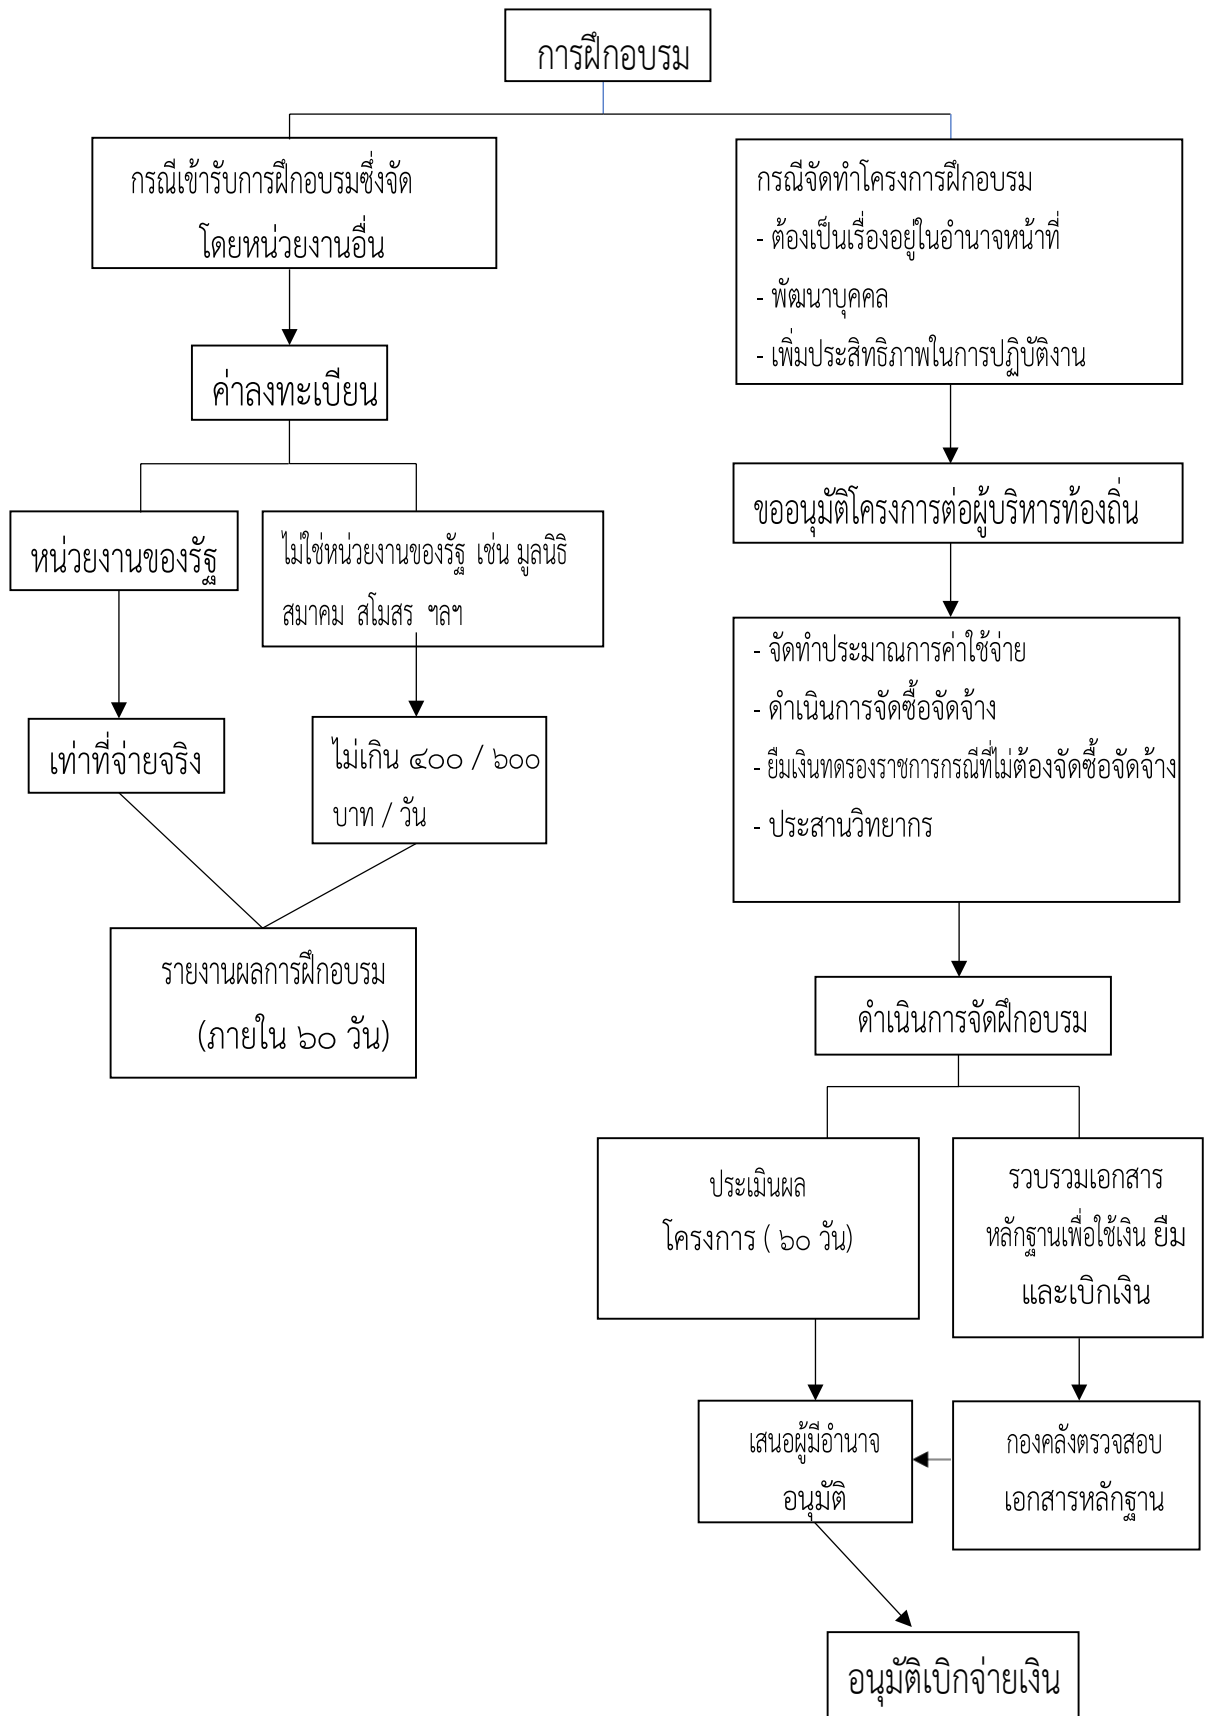 การฝึกอบรม
กรณีเข้ารับการฝึกอบรมซึ่งจัด
โดยหน่วยงานอื่น
ค่าลงทะเบียน
หน่วยงานของรัฐ
ไม่ใช่หน่วยงานของรัฐ เช่น มูลนิธิ
สมาคม สโมสร ฯลฯ
เท่าที่จ่ายจริง
ไม่เกิน ๔๐๐ / ๖๐๐
บาท / วัน
รายงานผลการฝึกอบรม
(ภายใน ๖๐ วัน)
กรณีจัดทำโครงการฝึกอบรม
- ต้องเป็นเรื่องอยู่ในอำนาจหน้าที่
- พัฒนาบุคคล
- เพิ่มประสิทธิภาพในการปฏิบัติงาน
ขออนุมัติโครงการต่อผู้บริหารท้องถิ่น
- จัดทำประมาณการค่าใช้จ่าย
- ดำเนินการจัดซื้อจัดจ้าง
- ยืมเงินทดรองราชการกรณีที่ไม่ต้องจัดซื้อจัดจ้าง
- ประสานวิทยากร
ดำเนินการจัดฝึกอบรม
ประเมินผล
โครงการ ( ๖๐ วัน)
รวบรวมเอกสาร
หลักฐานเพื่อใช้เงิน ยืม
และเบิกเงิน
เสนอผู้มีอำนาจ
อนุมัติ
กองคลังตรวจสอบ
เอกสารหลักฐาน
อนุมัติเบิกจ่ายเงิน